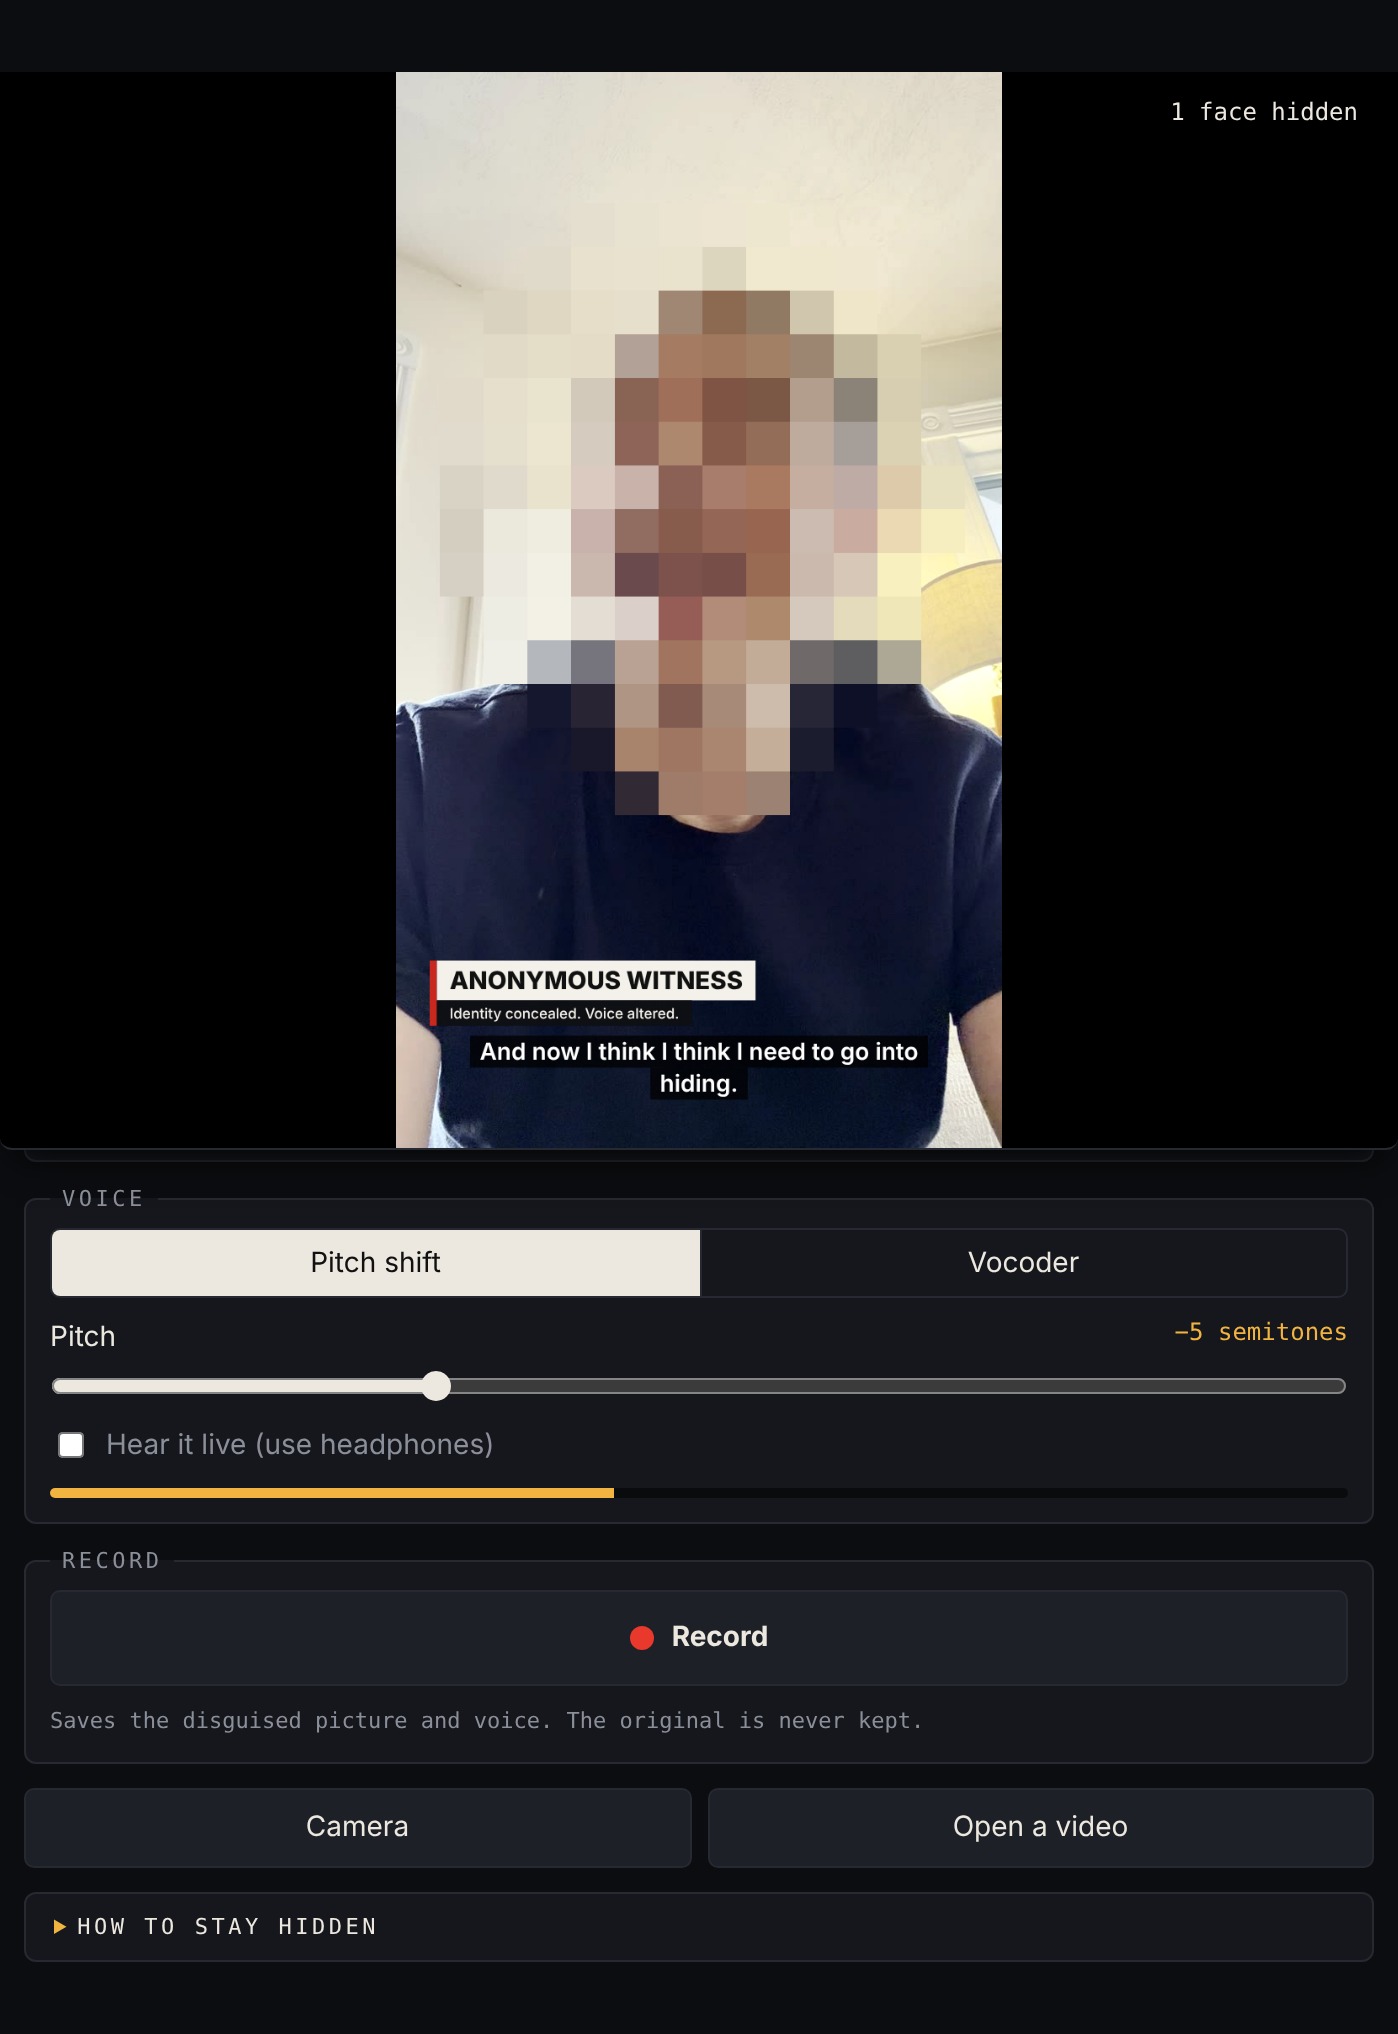 1 face hidden
ANONYMOUS WITNESS
Identity concealed. Voice altered.
And now I think I think I need to go into
hiding.
VOICE
Pitch shift
Vocoder
Pitch
−5 semitones
Hear it live (use headphones)
RECORD
Record
Saves the disguised picture and voice. The original is never kept.
Camera
Open a video
HOW TO STAY HIDDEN